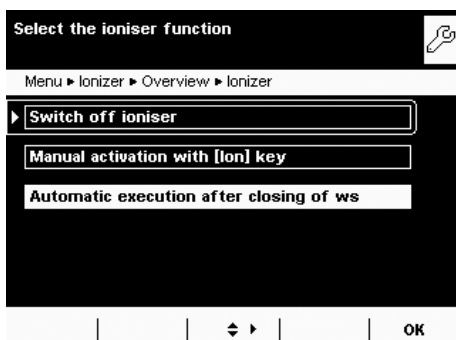 Select the ioniser function
Menu ▸ Ionizer ▸ Overview ▸ Ionizer
Switch off ioniser
Manual activation with [Ion] key
Automatic execution after closing of ws
OK